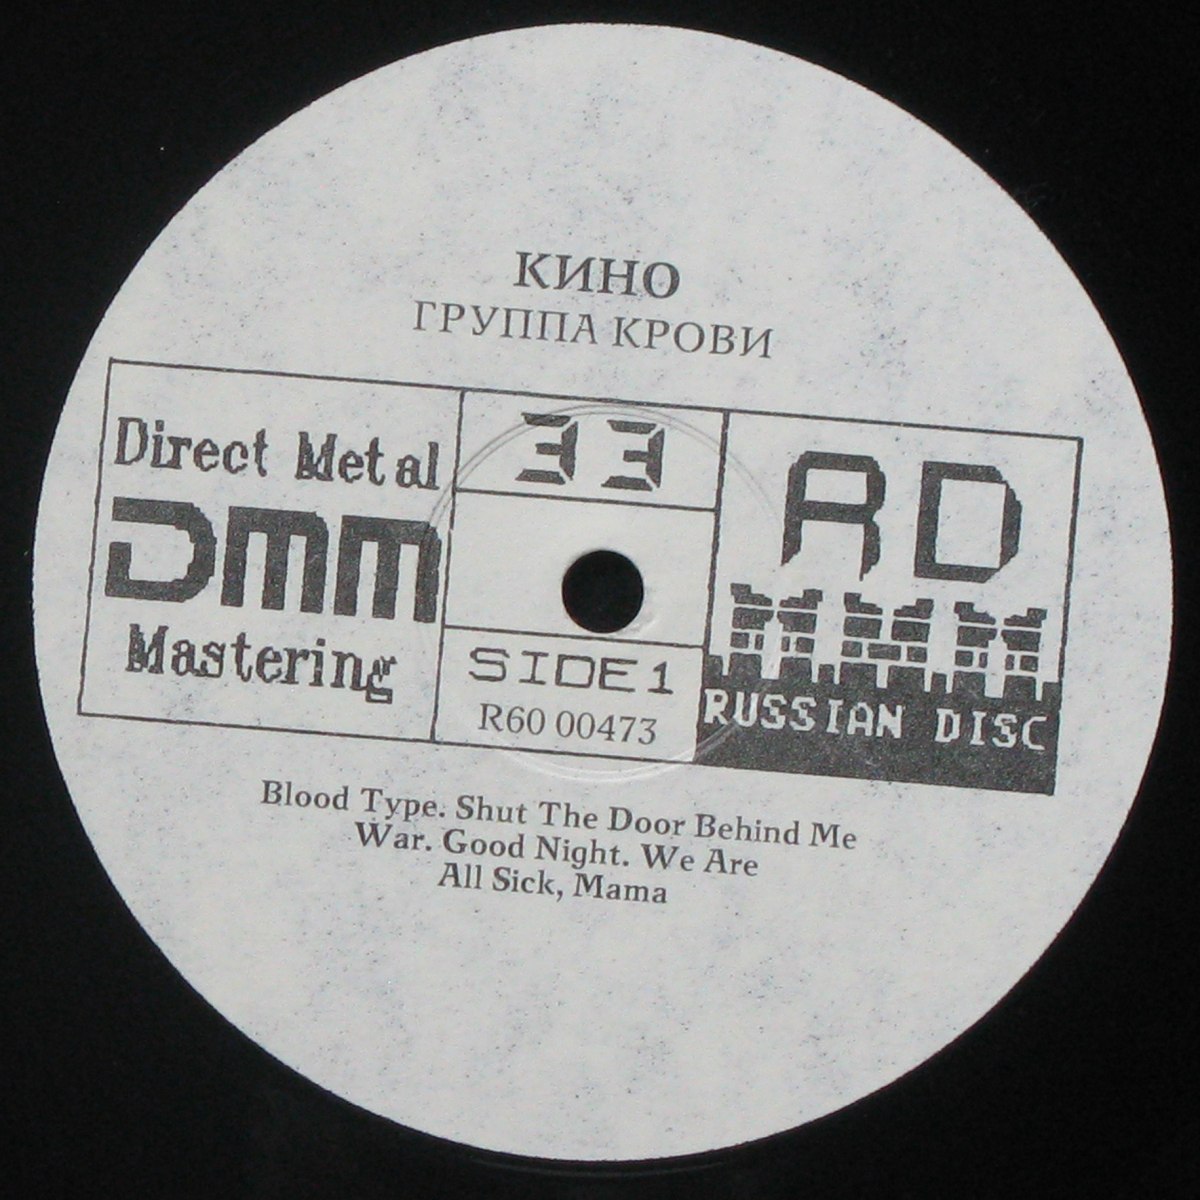 КИНО
ГРУППА КРОВИ
Direct Metal
DMM
Mastering
33
SIDE 1
R60 00473
RD
RUSSIAN DISC
Blood Type. Shut The Door Behind Me
War. Good Night. We Are
All Sick, Mama